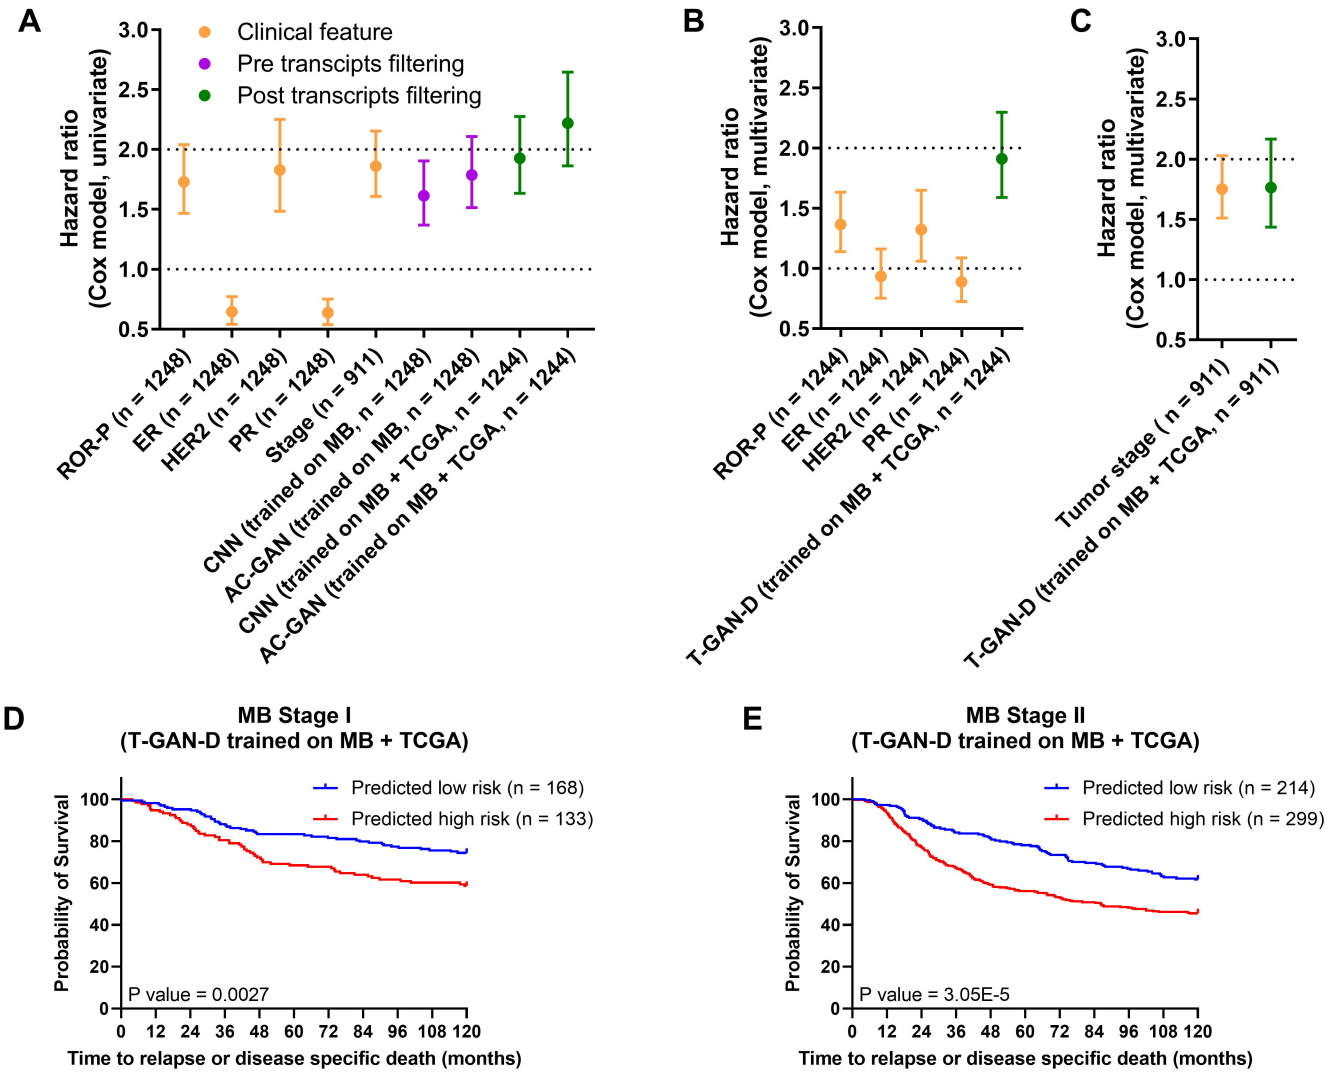 A
Hazard ratio
(Cox model, univariate)
3.0
2.5
2.0
1.5
1.0
0.5
Clinical feature
Pre transcipts filtering
Post transcripts filtering
ROR-P (n = 1248)
ER (n = 1248)
HER2 (n = 1248)
PR (n = 1248)
Stage (n = 911)
CNN (trained on MB, n = 1248)
AC-GAN (trained on MB, n = 1248)
CNN (trained on MB + TCGA, n = 1244)
AC-GAN (trained on MB + TCGA, n = 1244)
B
Hazard ratio
(Cox model, multivariate)
3.0
2.5
2.0
1.5
1.0
0.5
ROR-P (n = 1244)
ER (n = 1244)
HER2 (n = 1244)
PR (n = 1244)
T-GAN-D (trained on MB + TCGA, n = 1244)
C
Hazard ratio
(Cox model, multivariate)
3.0
2.5
2.0
1.5
1.0
0.5
Tumor stage ( n = 911)
T-GAN-D (trained on MB + TCGA, n = 911)
D
MB Stage I
(T-GAN-D trained on MB + TCGA)
Probability of Survival
100
80
60
40
20
0
Predicted low risk (n = 168)
Predicted high risk (n = 133)
P value = 0.0027
0 12 24 36 48 60 72 84 96 108 120
Time to relapse or disease specific death (months)
E
MB Stage II
(T-GAN-D trained on MB + TCGA)
Probability of Survival
100
80
60
40
20
0
Predicted low risk (n = 214)
Predicted high risk (n = 299)
P value = 3.05E-5
0 12 24 36 48 60 72 84 96 108 120
Time to relapse or disease specific death (months)